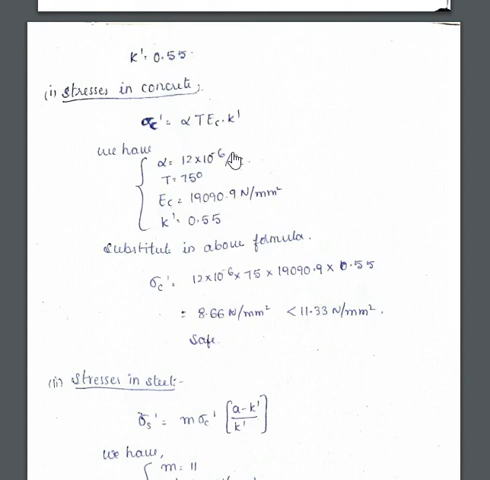 k' = 0.55.
(i) Stresses in concrete;
σc' = α T Ec. k'
we have
α = 12×10⁻⁶
T = 75°
Ec = 19090.9 N/mm²
k' = 0.55
Substitute in above formula.
σc' = 12×10⁻⁶ × 75 × 19090.9 × 0.55
= 8.66 N/mm² < 11.33 N/mm².
Safe
(ii) Stresses in steel:-
σs' = m σc' [a-k'/k']
we have,
m = 11